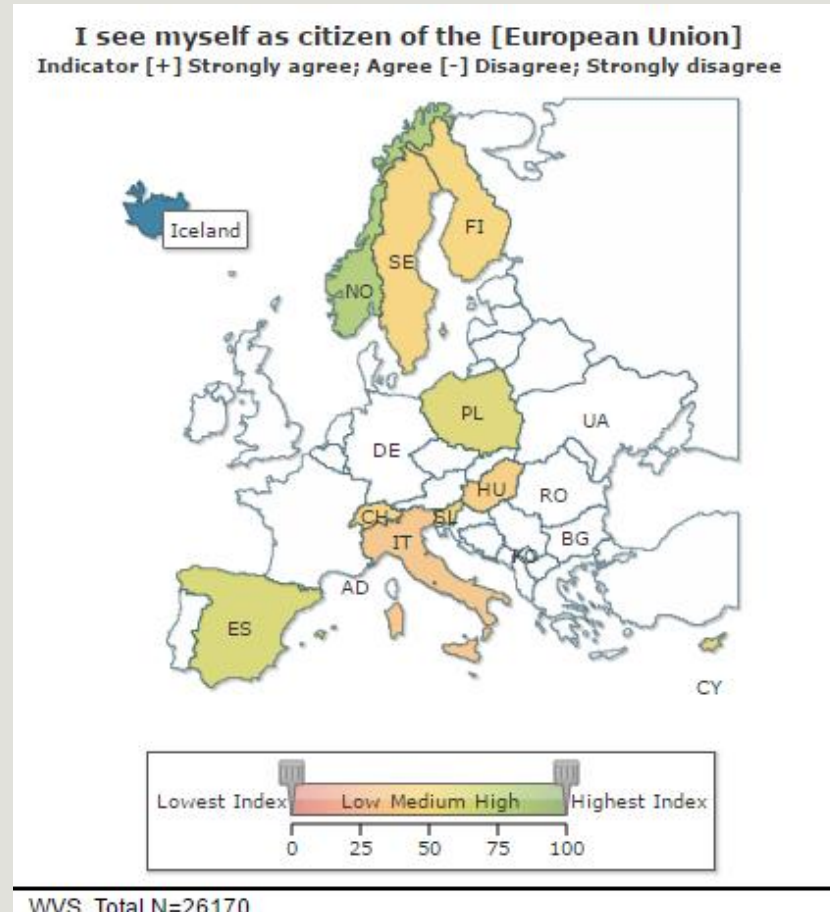 I see myself as citizen of the [European Union]
Indicator [+] Strongly agree; Agree [-] Disagree; Strongly disagree
Iceland
FI
SE
NO
PL
UA
DE
HU
RO
CH
SL
IT
BG
KO
AD
ES
CY
Lowest Index Low Medium High Highest Index
0 25 50 75 100
WVS Total N=26170